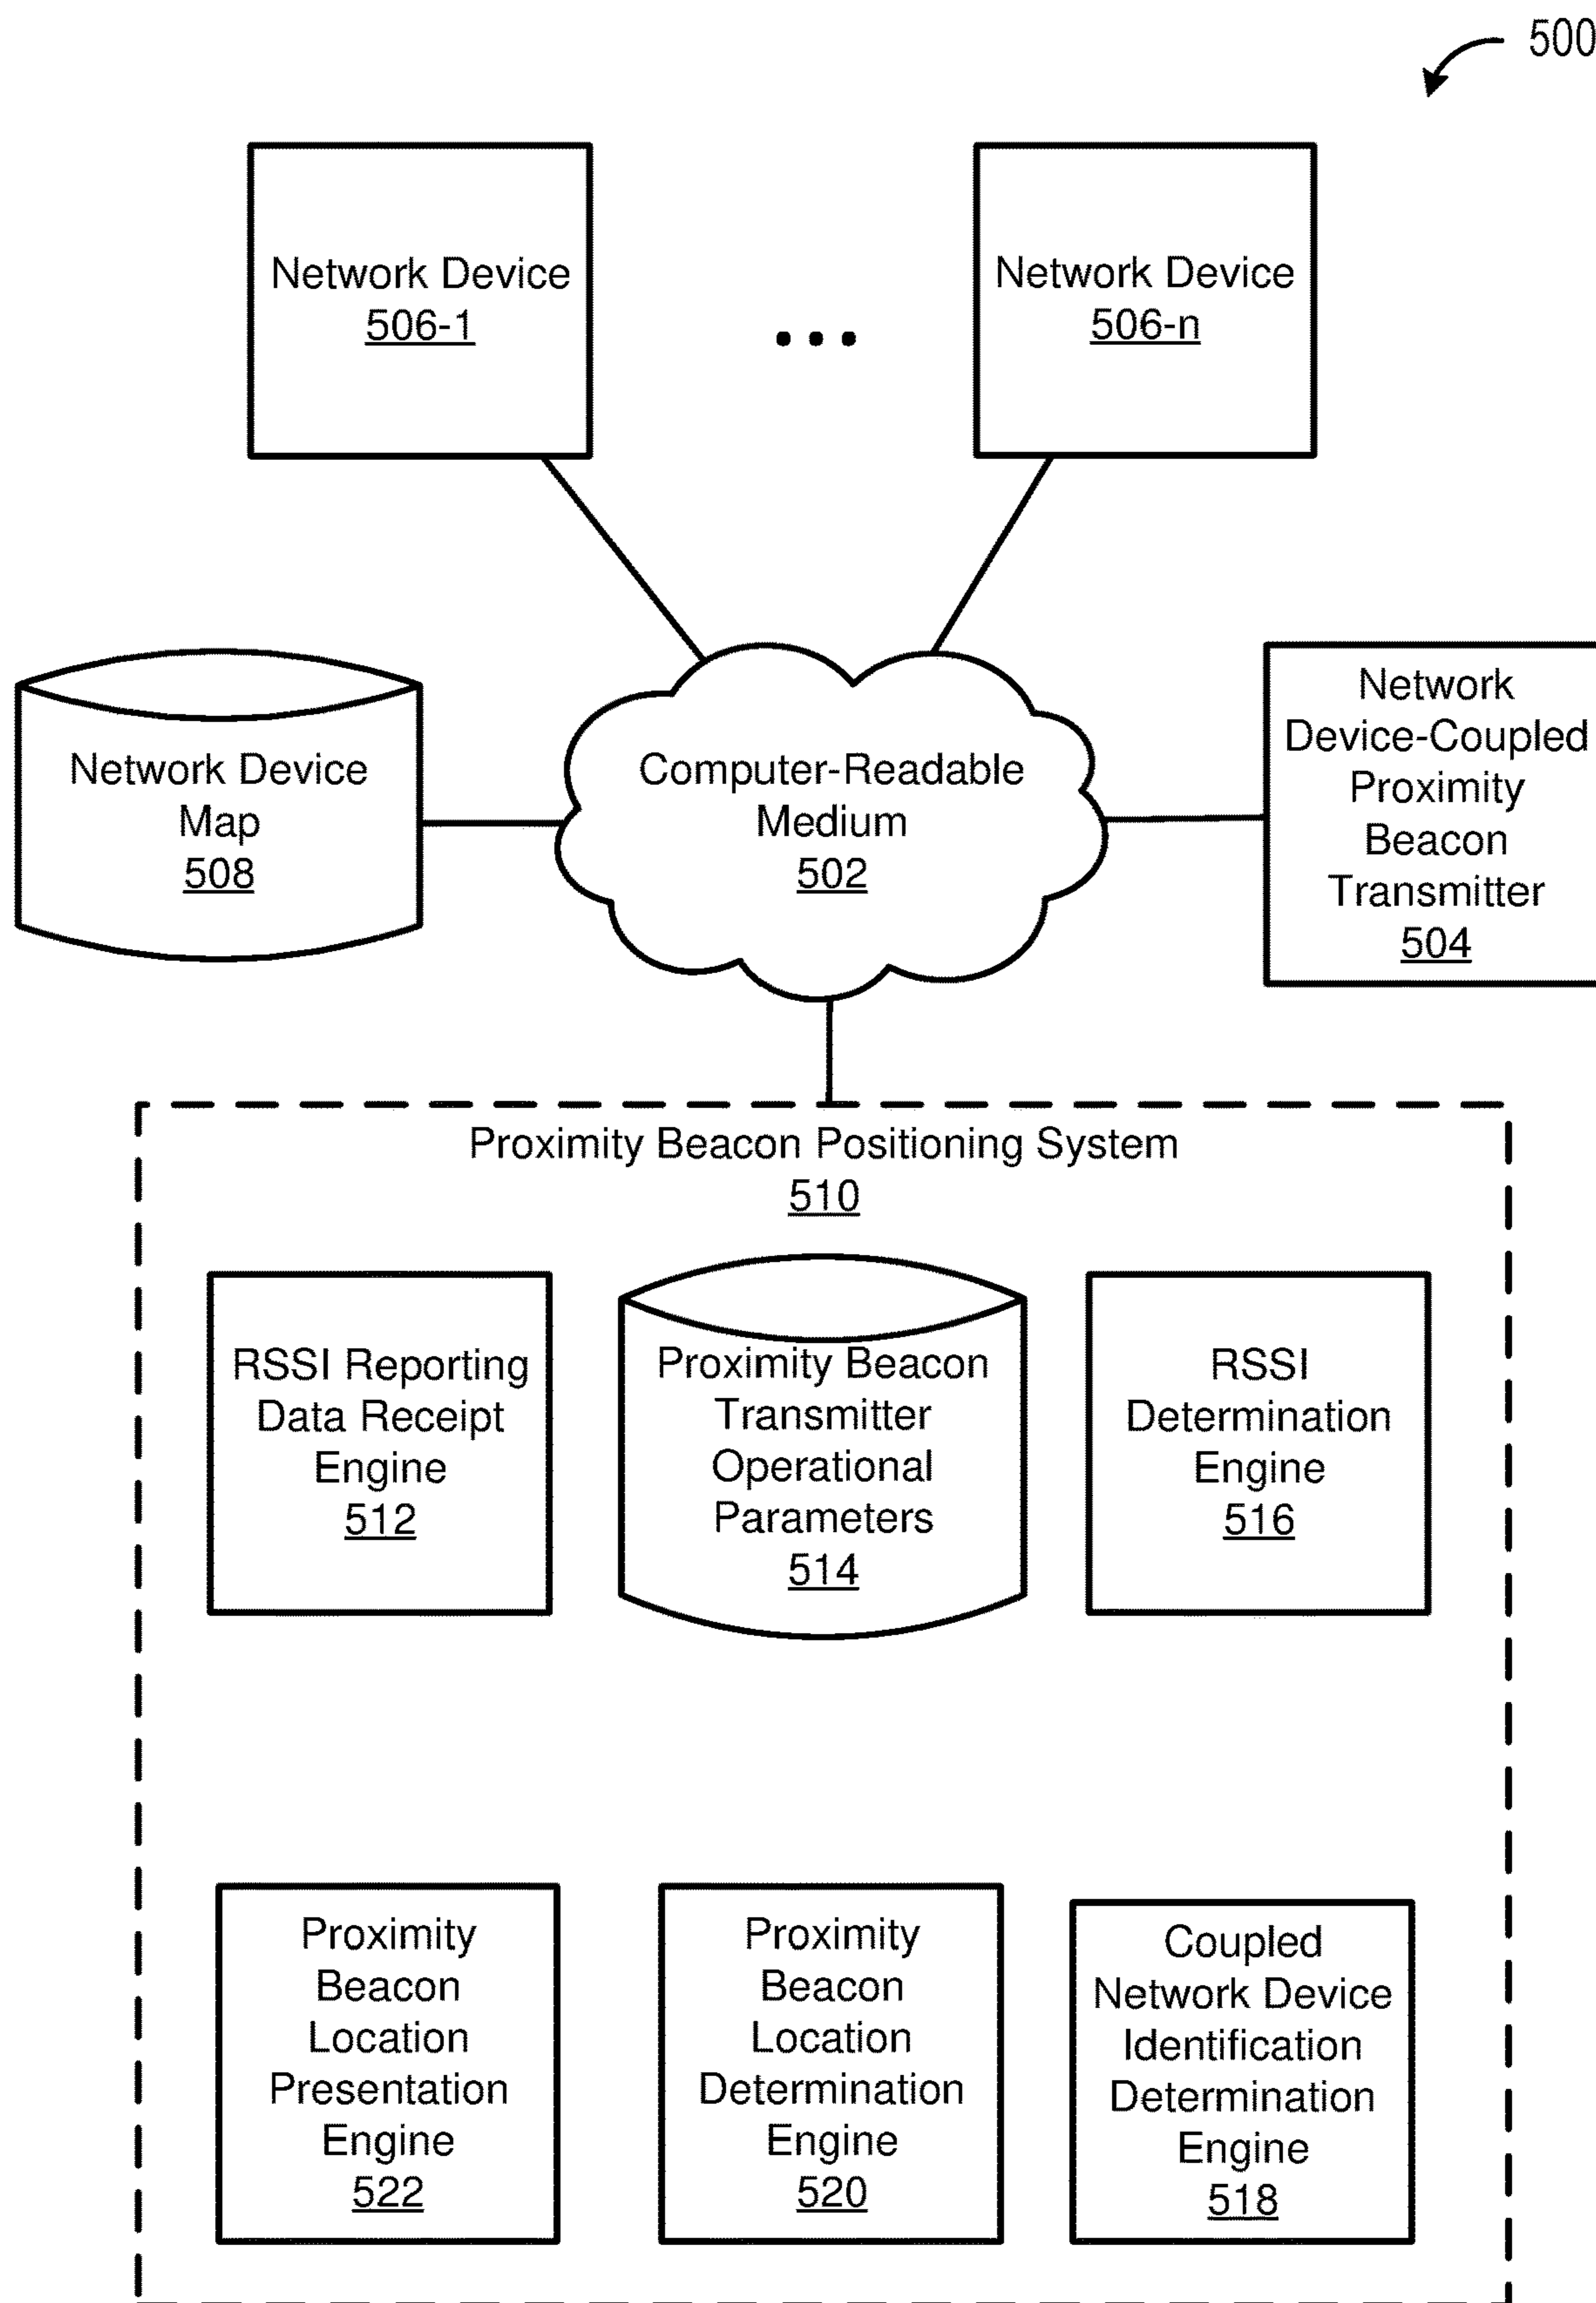 500
Network Device
506-1
...
Network Device
506-n
Network Device
Map
508
Computer-Readable
Medium
502
Network
Device-Coupled
Proximity
Beacon
Transmitter
504
Proximity Beacon Positioning System
510
RSSI Reporting
Data Receipt
Engine
512
Proximity Beacon
Transmitter
Operational
Parameters
514
RSSI
Determination
Engine
516
Proximity
Beacon
Location
Presentation
Engine
522
Proximity
Beacon
Location
Determination
Engine
520
Coupled
Network Device
Identification
Determination
Engine
518